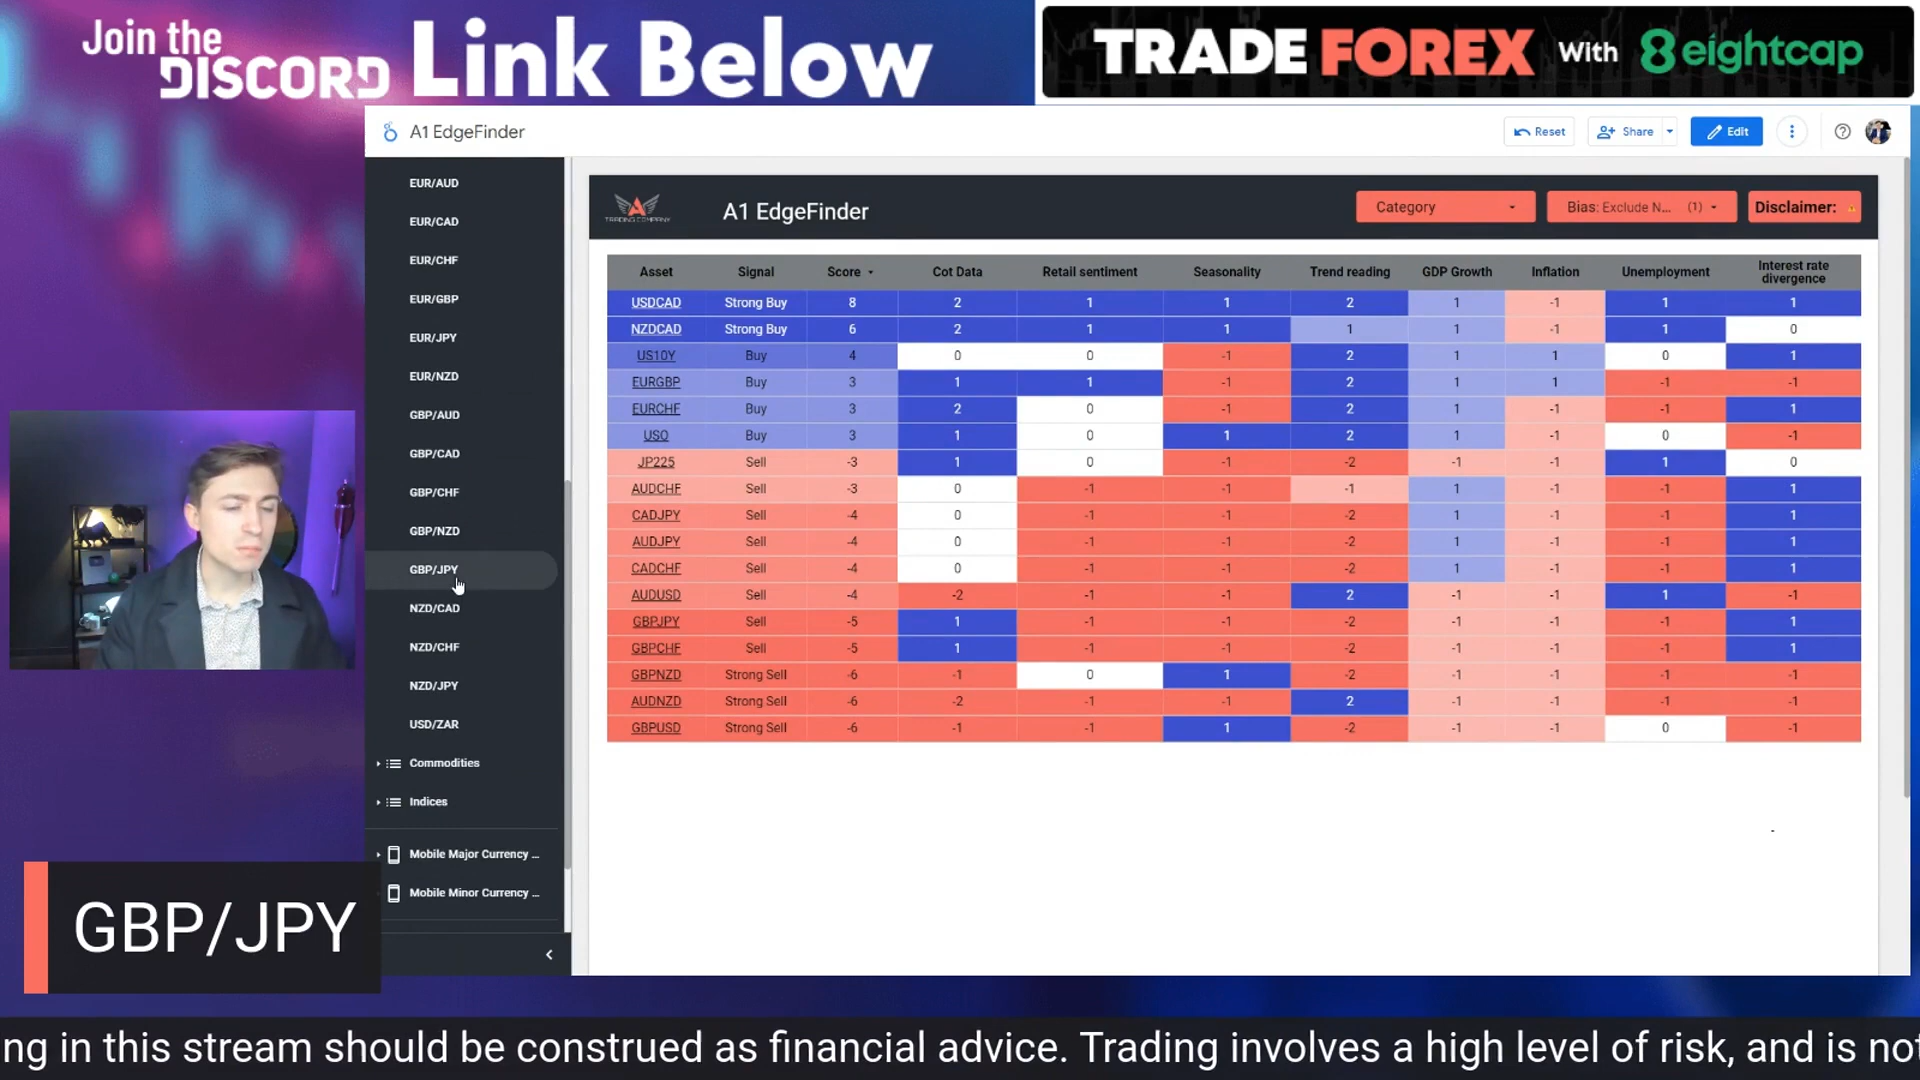 Join the
DISCORD
Link Below
TRADE FOREX With eightcap
A1 EdgeFinder
Reset
Share
Edit
EUR/AUD
EUR/CAD
EUR/CHF
EUR/GBP
EUR/JPY
EUR/NZD
GBP/AUD
GBP/CAD
GBP/CHF
GBP/NZD
GBP/JPY
NZD/CAD
NZD/CHF
NZD/JPY
USD/ZAR
Commodities
Indices
Mobile Major Currency ...
Mobile Minor Currency ...
TRADING COMPANY
A1 EdgeFinder
Category
Bias: Exclude N... (1)
Disclaimer:
Asset Signal Score Cot Data Retail sentiment Seasonality Trend reading GDP Growth Inflation Unemployment Interest rate divergence
USDCAD Strong Buy 8 2 1 1 2 1 -1 1 1
NZDCAD Strong Buy 6 2 1 1 1 1 -1 1 0
US10Y Buy 4 0 0 -1 2 1 1 0 1
EURGBP Buy 3 1 1 -1 2 1 1 -1 -1
EURCHF Buy 3 2 0 -1 2 1 -1 -1 1
USO Buy 3 1 0 1 2 1 -1 0 -1
JP225 Sell -3 1 0 -1 -2 -1 -1 1 0
AUDCHF Sell -3 0 -1 -1 -1 1 -1 -1 1
CADJPY Sell -4 0 -1 -1 -2 1 -1 -1 1
AUDJPY Sell -4 0 -1 -1 -2 1 -1 -1 1
CADCHF Sell -4 0 -1 -1 -2 1 -1 -1 1
AUDUSD Sell -4 -2 -1 -1 2 -1 -1 1 -1
GBPJPY Sell -5 1 -1 -1 -2 -1 -1 -1 1
GBPCHF Sell -5 1 -1 -1 -2 -1 -1 -1 1
GBPNZD Strong Sell -6 -1 0 1 -2 -1 -1 -1 -1
AUDNZD Strong Sell -6 -2 -1 -1 2 -1 -1 -1 -1
GBPUSD Strong Sell -6 -1 -1 1 -2 -1 -1 0 -1
GBP/JPY
ng in this stream should be construed as financial advice. Trading involves a high level of risk, and is not